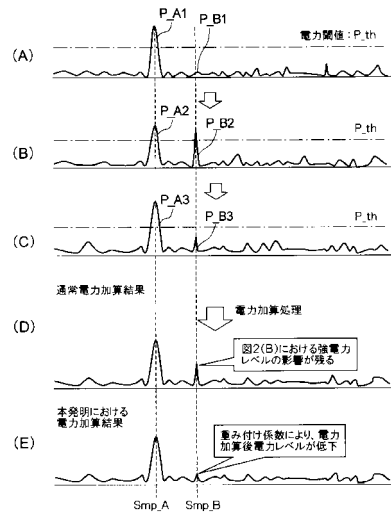 P_A1
P_B1
(A)
電力閾値：P_th
P_A2
P_th
(B)
P_B2
P_A3
P_B3
P_th
(C)
通常電力加算結果
電力加算処理
(D)
図2(B)における強電力
レベルの影響が残る
本発明における
電力加算結果
(E)
重み付け係数により、電力
加算後電力レベルが低下
Smp_A
Smp_B